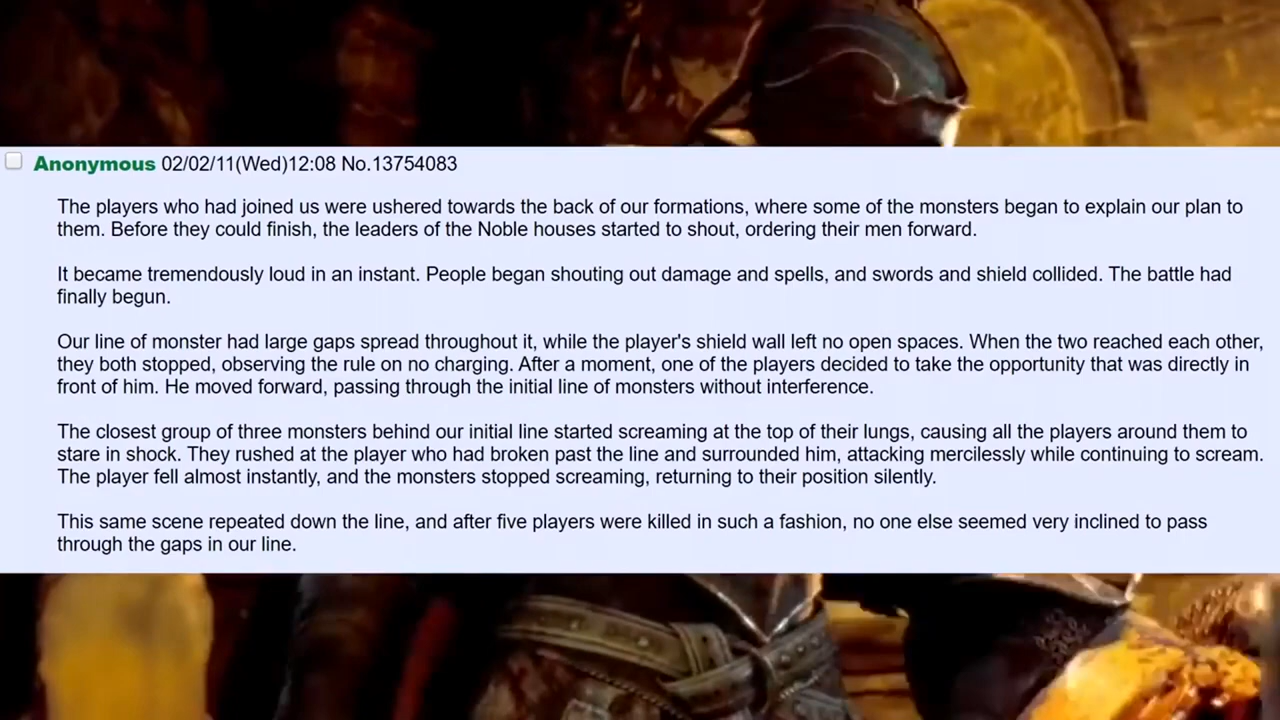 Anonymous 02/02/11(Wed)12:08 No.13754083
The players who had joined us were ushered towards the back of our formations, where some of the monsters began to explain our plan to
them. Before they could finish, the leaders of the Noble houses started to shout, ordering their men forward.
It became tremendously loud in an instant. People began shouting out damage and spells, and swords and shield collided. The battle had
finally begun.
Our line of monster had large gaps spread throughout it, while the player's shield wall left no open spaces. When the two reached each other,
they both stopped, observing the rule on no charging. After a moment, one of the players decided to take the opportunity that was directly in
front of him. He moved forward, passing through the initial line of monsters without interference.
The closest group of three monsters behind our initial line started screaming at the top of their lungs, causing all the players around them to
stare in shock. They rushed at the player who had broken past the line and surrounded him, attacking mercilessly while continuing to scream.
The player fell almost instantly, and the monsters stopped screaming, returning to their position silently.
This same scene repeated down the line, and after five players were killed in such a fashion, no one else seemed very inclined to pass
through the gaps in our line.